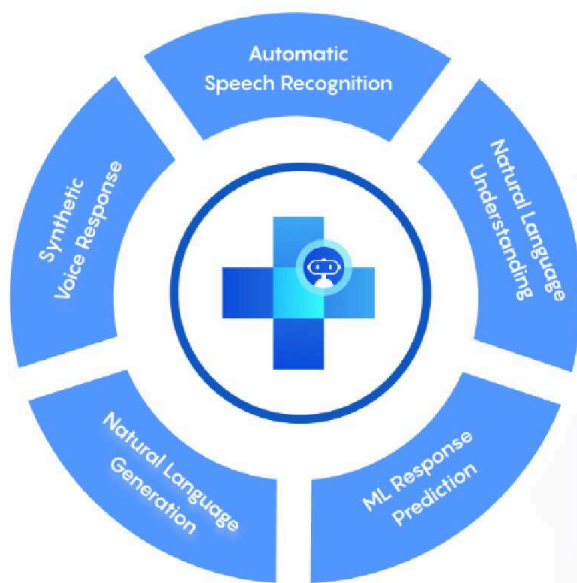 Automatic
Speech Recognition
Natural Language
Understanding
ML Response
Prediction
Natural Language
Generation
Synthetic
Voice Response